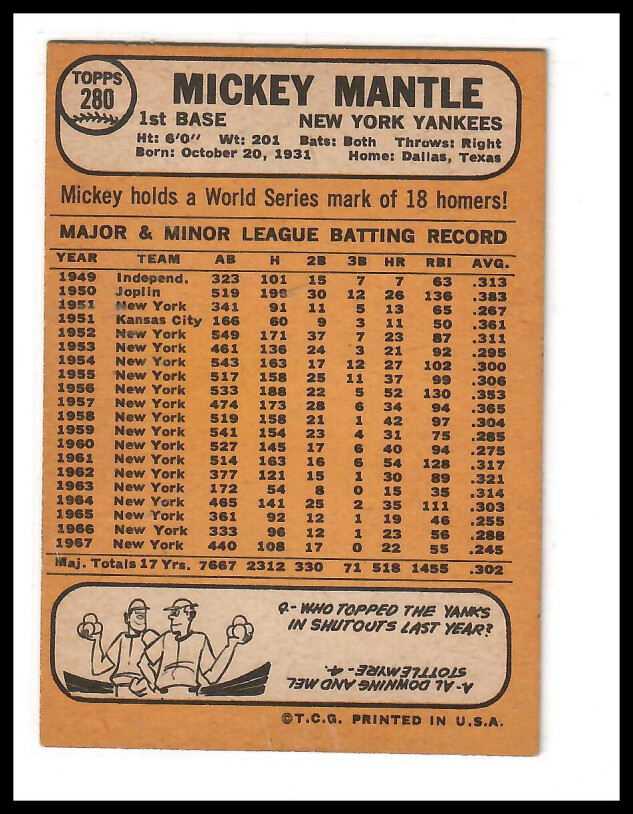 TOPPS
280
MICKEY MANTLE
1st BASE NEW YORK YANKEES
Ht: 6'0" Wt: 201 Bats: Both Throws: Right
Born: October 20, 1931 Home: Dallas, Texas
Mickey holds a World Series mark of 18 homers!
MAJOR & MINOR LEAGUE BATTING RECORD
YEAR TEAM AB H 2B 3B HR RBI AVG.
1949 Independ. 323 101 15 7 7 63 .313
1950 Joplin 519 199 30 12 26 136 .383
1951 New York 341 91 11 5 13 65 .267
1951 Kansas City 166 60 9 3 11 50 .361
1952 New York 549 171 37 7 23 87 .311
1953 New York 461 136 24 3 21 92 .295
1954 New York 543 163 17 12 27 102 .300
1955 New York 517 158 25 11 37 99 .306
1956 New York 533 188 22 5 52 130 .353
1957 New York 474 173 28 6 34 94 .365
1958 New York 519 158 21 1 42 97 .304
1959 New York 541 154 23 4 31 75 .285
1960 New York 527 145 17 6 40 94 .275
1961 New York 514 163 16 6 54 128 .317
1962 New York 377 121 15 1 30 89 .321
1963 New York 172 54 8 0 15 35 .314
1964 New York 465 141 25 2 35 111 .303
1965 New York 361 92 12 1 19 46 .255
1966 New York 333 96 12 1 23 56 .288
1967 New York 440 108 17 0 22 55 .245
Maj. Totals 17 Yrs. 7667 2312 330 71 518 1455 .302
Q.- WHO TOPPED THE YANKS
IN SHUTOUTS LAST YEAR?
A- AL DOWNING AND MEL
STOTTLEMYRE - 4.
©T.C.G. PRINTED IN U.S.A.